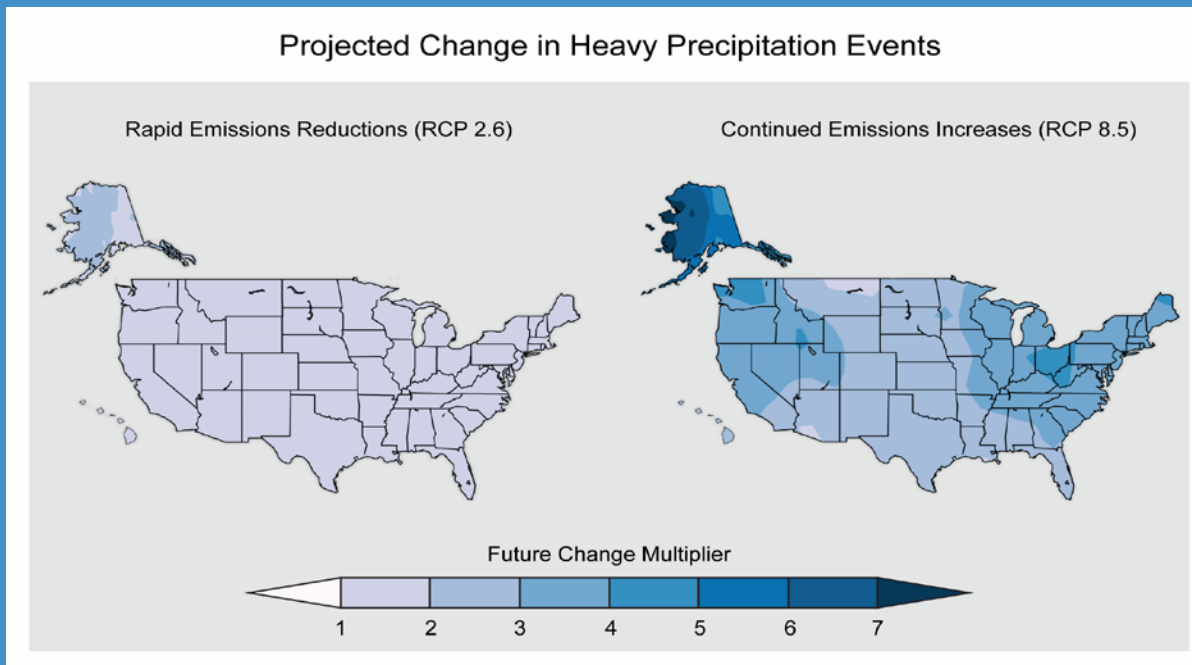 Projected Change in Heavy Precipitation Events
Rapid Emissions Reductions (RCP 2.6)
Continued Emissions Increases (RCP 8.5)
Future Change Multiplier
1 2 3 4 5 6 7